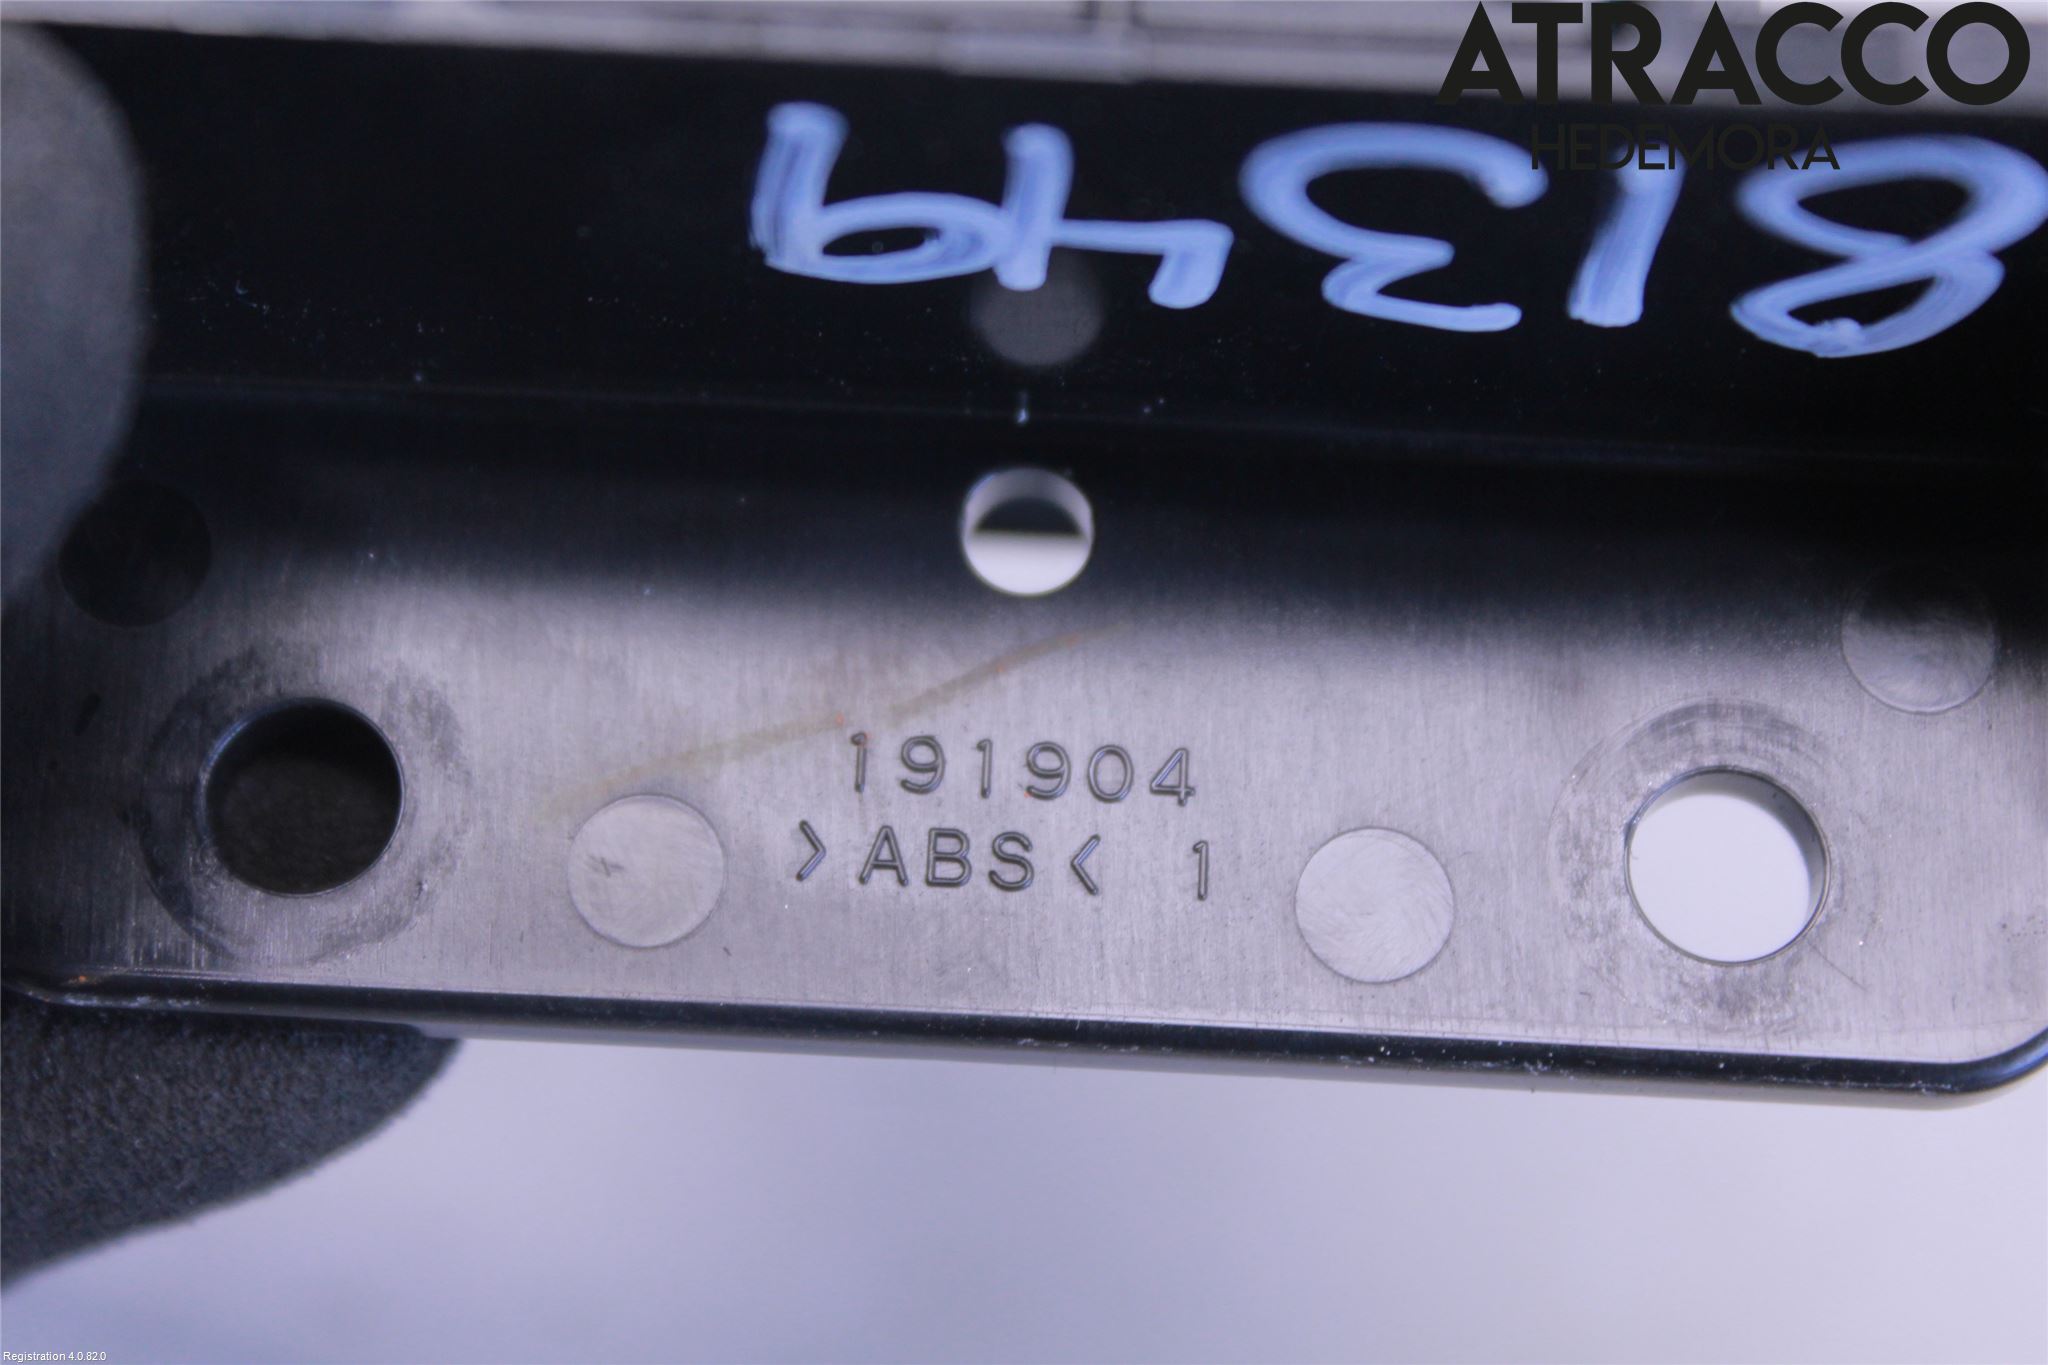 ATRACCO
HEDEMORA
81349
191904
>ABS< 1
Registration 4.0.82.0